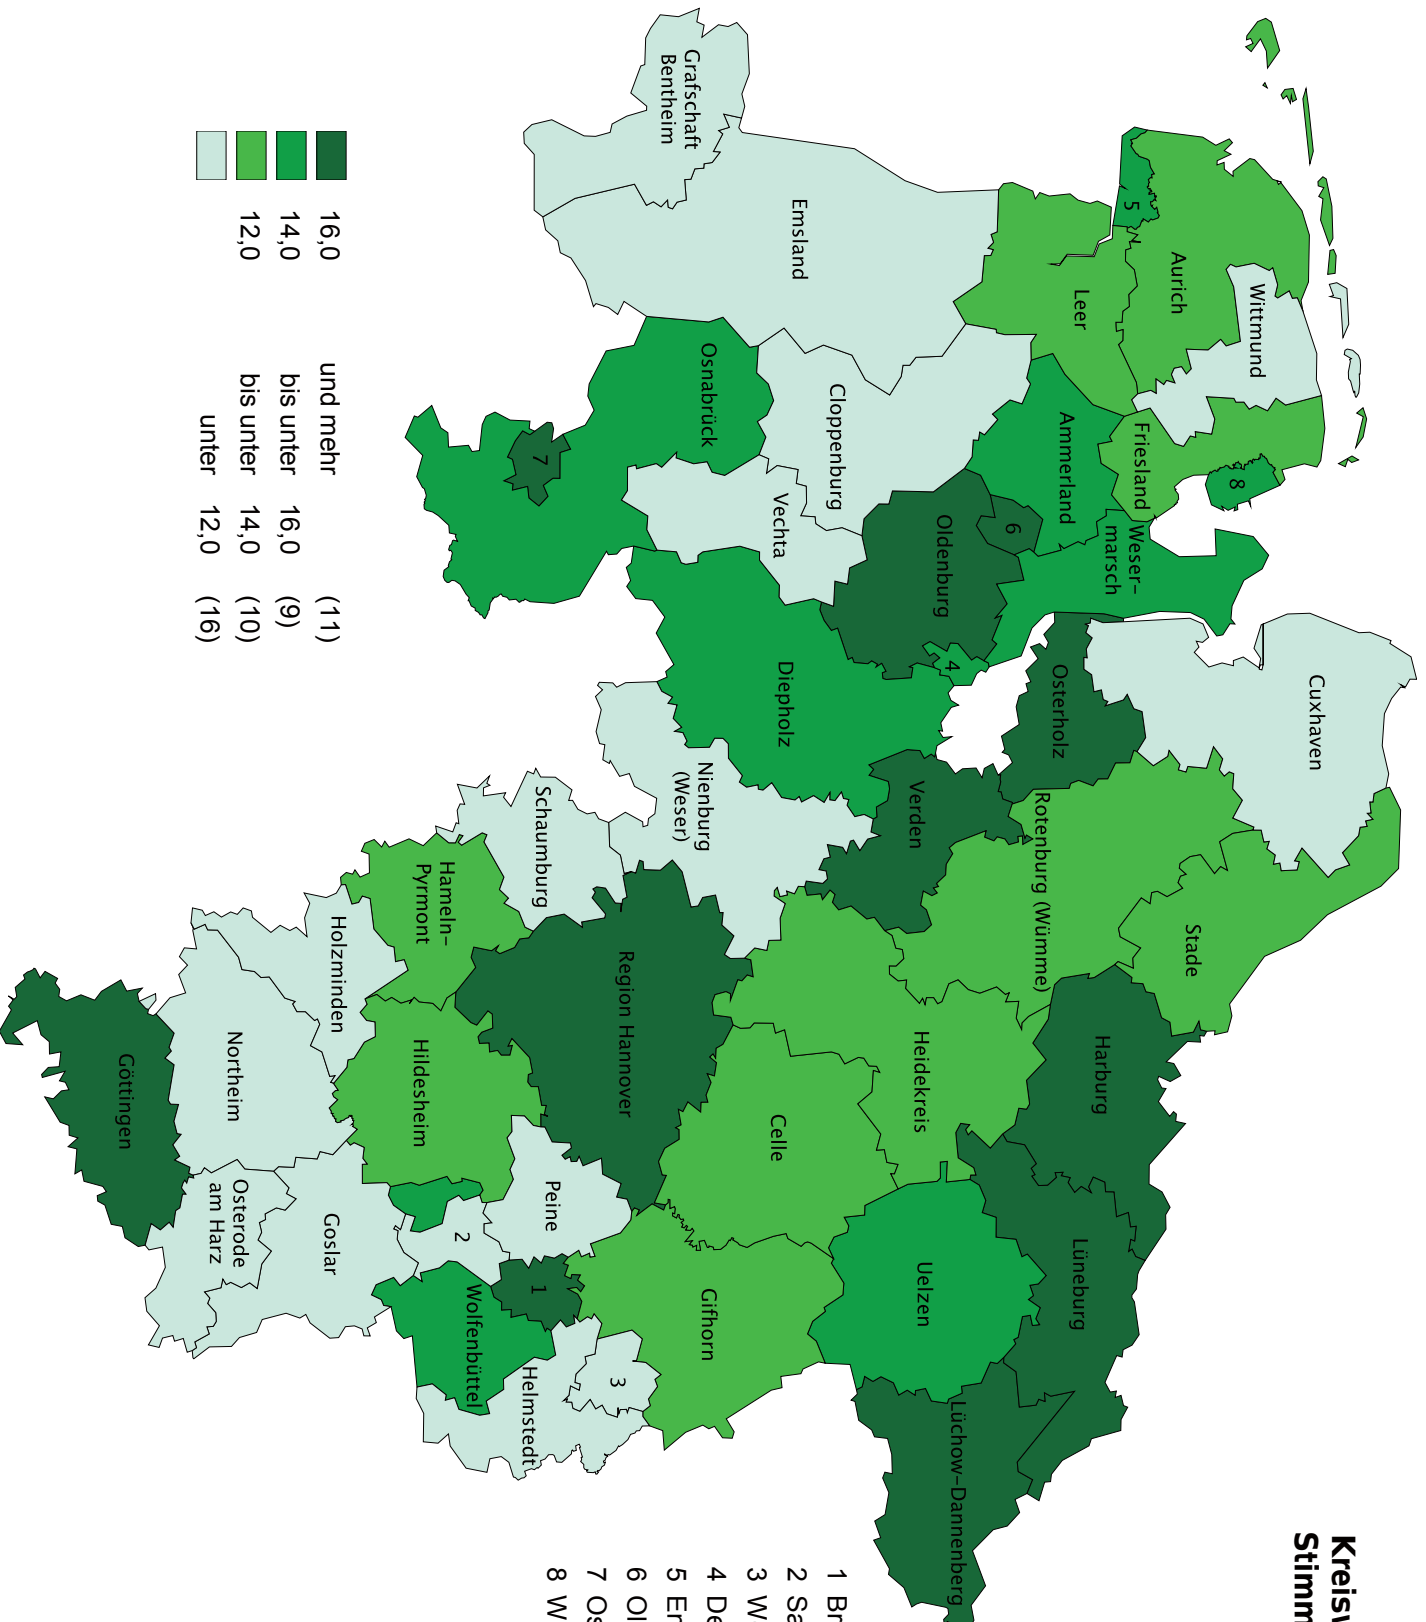 Kreisw
Stimm
Cuxhaven
Wittmund
8
Stade
Aurich
5
Friesland
Weser-
marsch
Harburg
Leer
Ammerland
Osterholz
Lüneburg
Rotenburg (Wümme)
6
Oldenburg
4
Verden
Heidekreis
Uelzen
Lüchow-Dannenberg
Emsland
Cloppenburg
Vechta
Diepholz
Celle
Grafschaft
Bentheim
Osnabrück
Nienburg
(Weser)
Gifhorn
Region Hannover
3
7
Schaumburg
Peine
1
Helmstedt
Hameln-
Pyrmont
Hildesheim
2
Wolfenbüttel
Holzminden
Goslar
Northeim
Osterode
am Harz
Göttingen
16,0 und mehr (11)
14,0 bis unter 16,0 (9)
12,0 bis unter 14,0 (10)
unter 12,0 (16)
1 Br
2 Sa
3 W
4 De
5 Er
6 Ol
7 Os
8 W